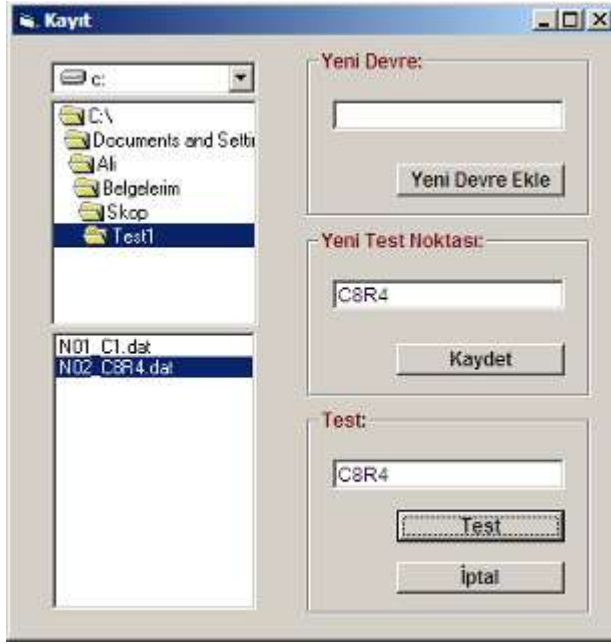 Kayıt
c:
C:\
Documents and Setti
Ali
Belgelerim
Skop
Test1
N01_C1.dat
N02_C8R4.dat
Yeni Devre:
Yeni Devre Ekle
Yeni Test Noktası:
C8R4
Kaydet
Test:
C8R4
Test
İptal